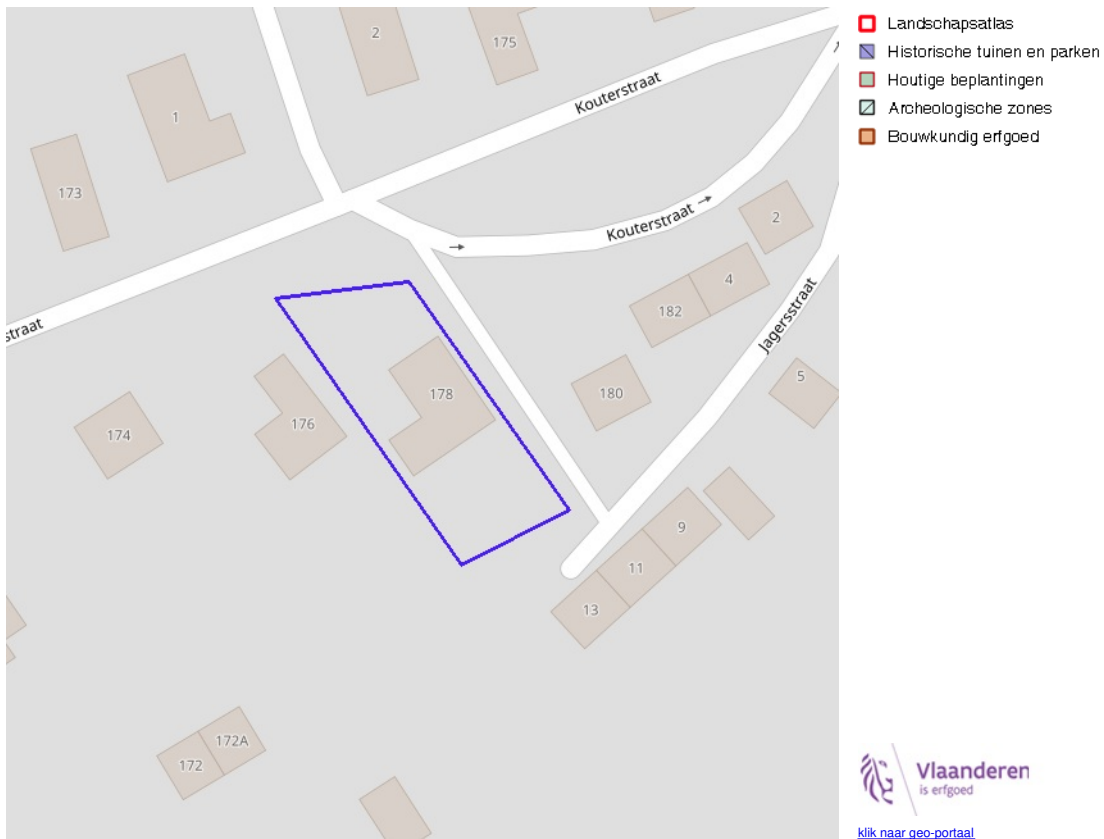 Landschapsatlas
Historische tuinen en parken
Houtige beplantingen
Archeologische zones
Bouwkundig erfgoed
2
175
Kouterstraat
1
173
2
Kouterstraat
4
182
straat
Jagersstraat
5
180
178
176
174
9
11
13
172A
172
Vlaanderen
is erfgoed
klik naar geo-portaal